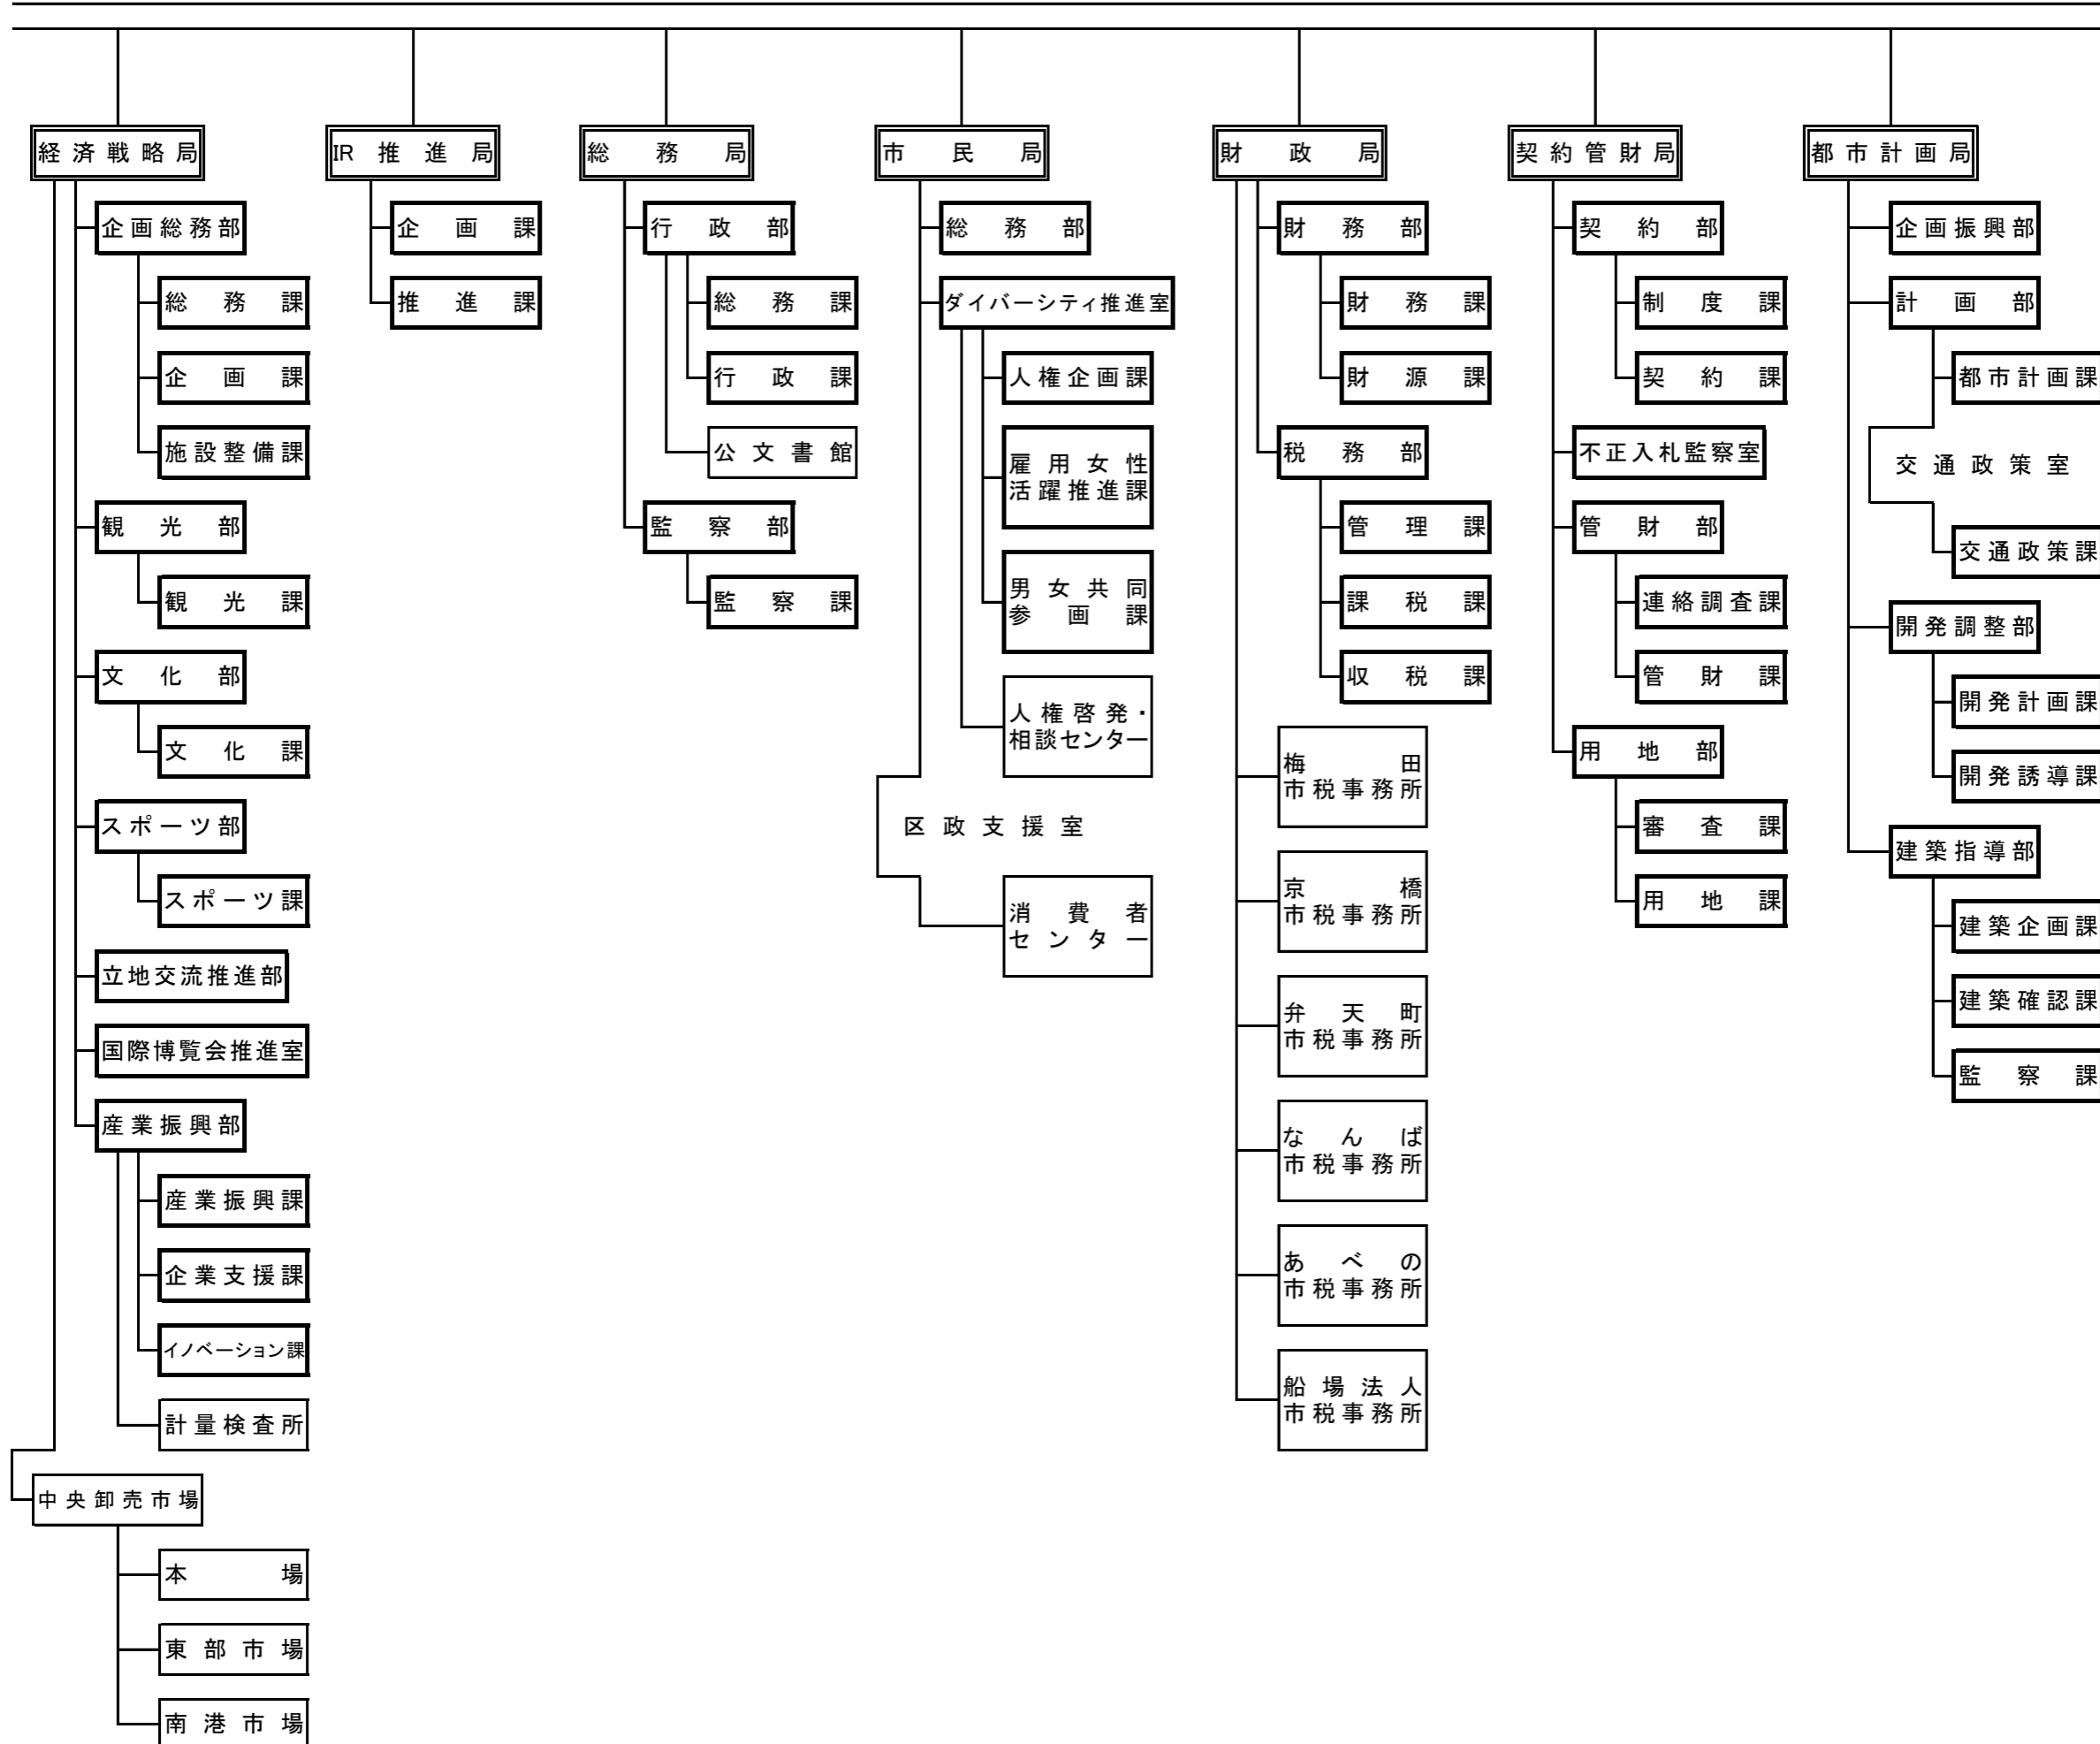 経済戦略局
IR推進局
総務局
市民局
財政局
契約管財局
都市計画局
企画総務部
総務課
企画課
施設整備課
観光部
観光課
文化部
文化課
スポーツ部
スポーツ課
立地交流推進部
国際博覧会推進室
産業振興部
産業振興課
企業支援課
イノベーション課
計量検査所
中央卸売市場
本場
東部市場
南港市場
企画課
推進課
行政部
総務課
行政課
公文書館
監察部
監察課
総務部
ダイバーシティ推進室
人権企画課
雇用女性
活躍推進課
男女共同
参画課
人権啓発・
相談センター
区政支援室
消費者
センター
財務部
財務課
財源課
税務部
管理課
課税課
収税課
梅田
市税事務所
京橋
市税事務所
弁天町
市税事務所
なんば
市税事務所
あべの
市税事務所
船場法人
市税事務所
契約部
制度課
契約課
不正入札監察室
管財部
連絡調査課
管財課
用地部
審査課
用地課
企画振興部
計画部
都市計画課
交通政策室
交通政策課
開発調整部
開発計画課
開発誘導課
建築指導部
建築企画課
建築確認課
監察課